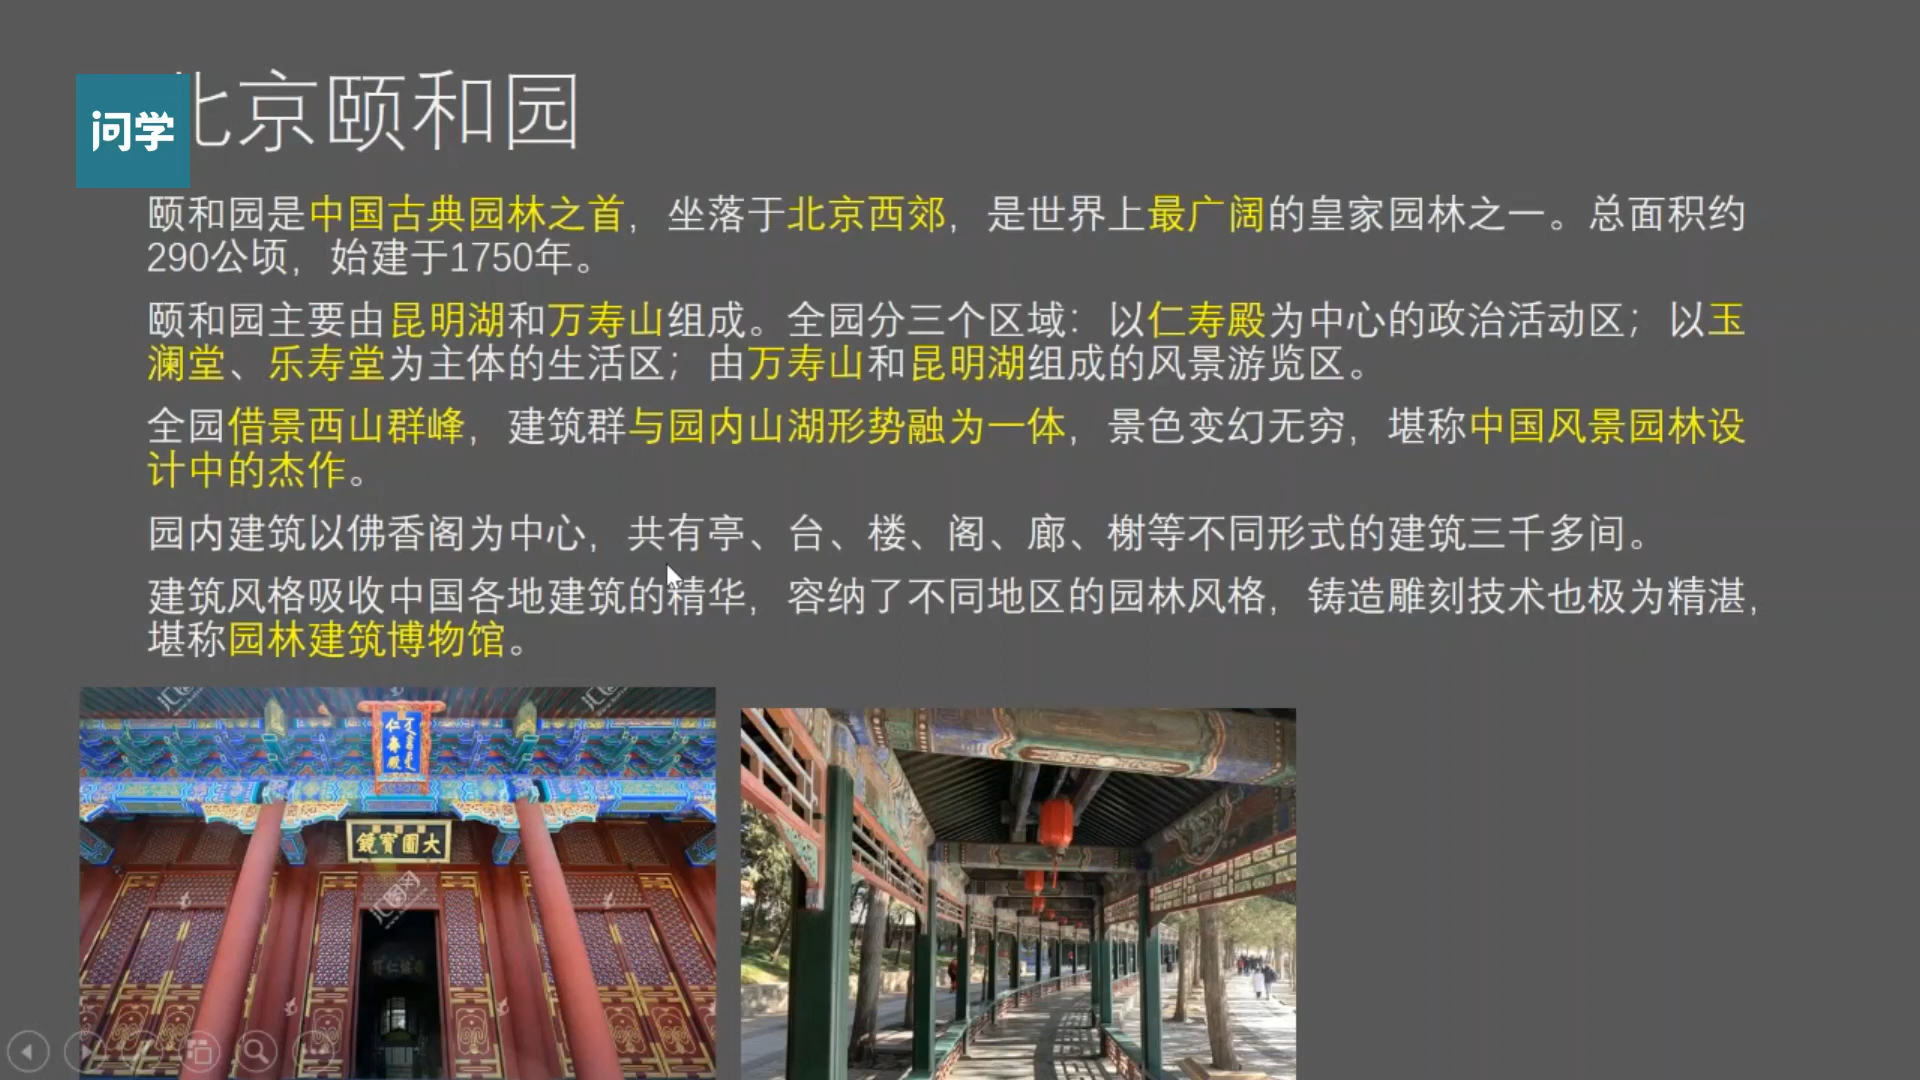 问学
北京颐和园
颐和园是中国古典园林之首，坐落于北京西郊，是世界上最广阔的皇家园林之一。总面积约
290公顷，始建于1750年。
颐和园主要由昆明湖和万寿山组成。全园分三个区域：以仁寿殿为中心的政治活动区；以玉
澜堂、乐寿堂为主体的生活区；由万寿山和昆明湖组成的风景游览区。
全园借景西山群峰，建筑群与园内山湖形势融为一体，景色变幻无穷，堪称中国风景园林设
计中的杰作。
园内建筑以佛香阁为中心，共有亭、台、楼、阁、廊、榭等不同形式的建筑三千多间。
建筑风格吸收中国各地建筑的精华，容纳了不同地区的园林风格，铸造雕刻技术也极为精湛，
堪称园林建筑博物馆。
仁壽殿
大圓寶鏡